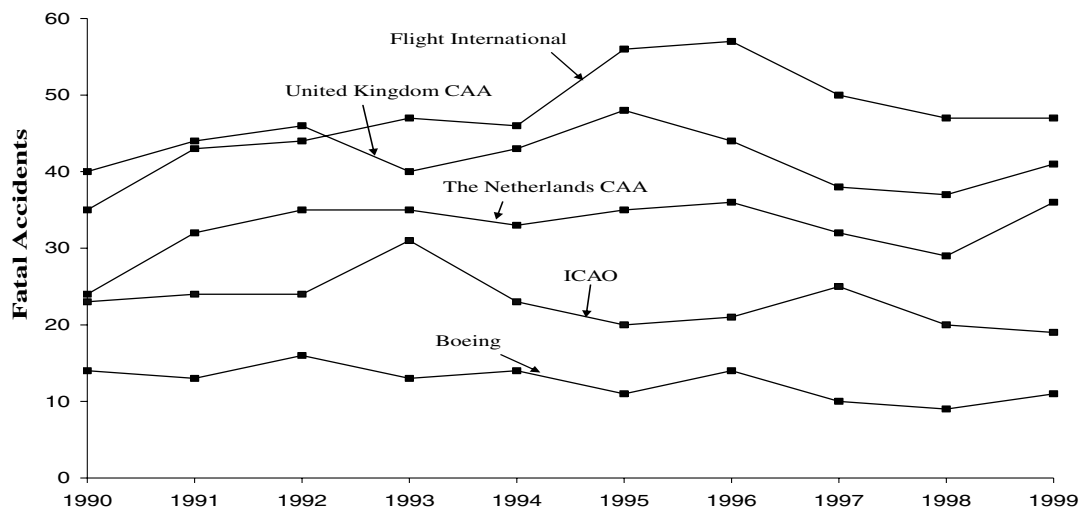 60
Flight International
50
United Kingdom CAA
40
The Netherlands CAA
30
ICAO
20
Boeing
10
0
Fatal Accidents
1990 1991 1992 1993 1994 1995 1996 1997 1998 1999